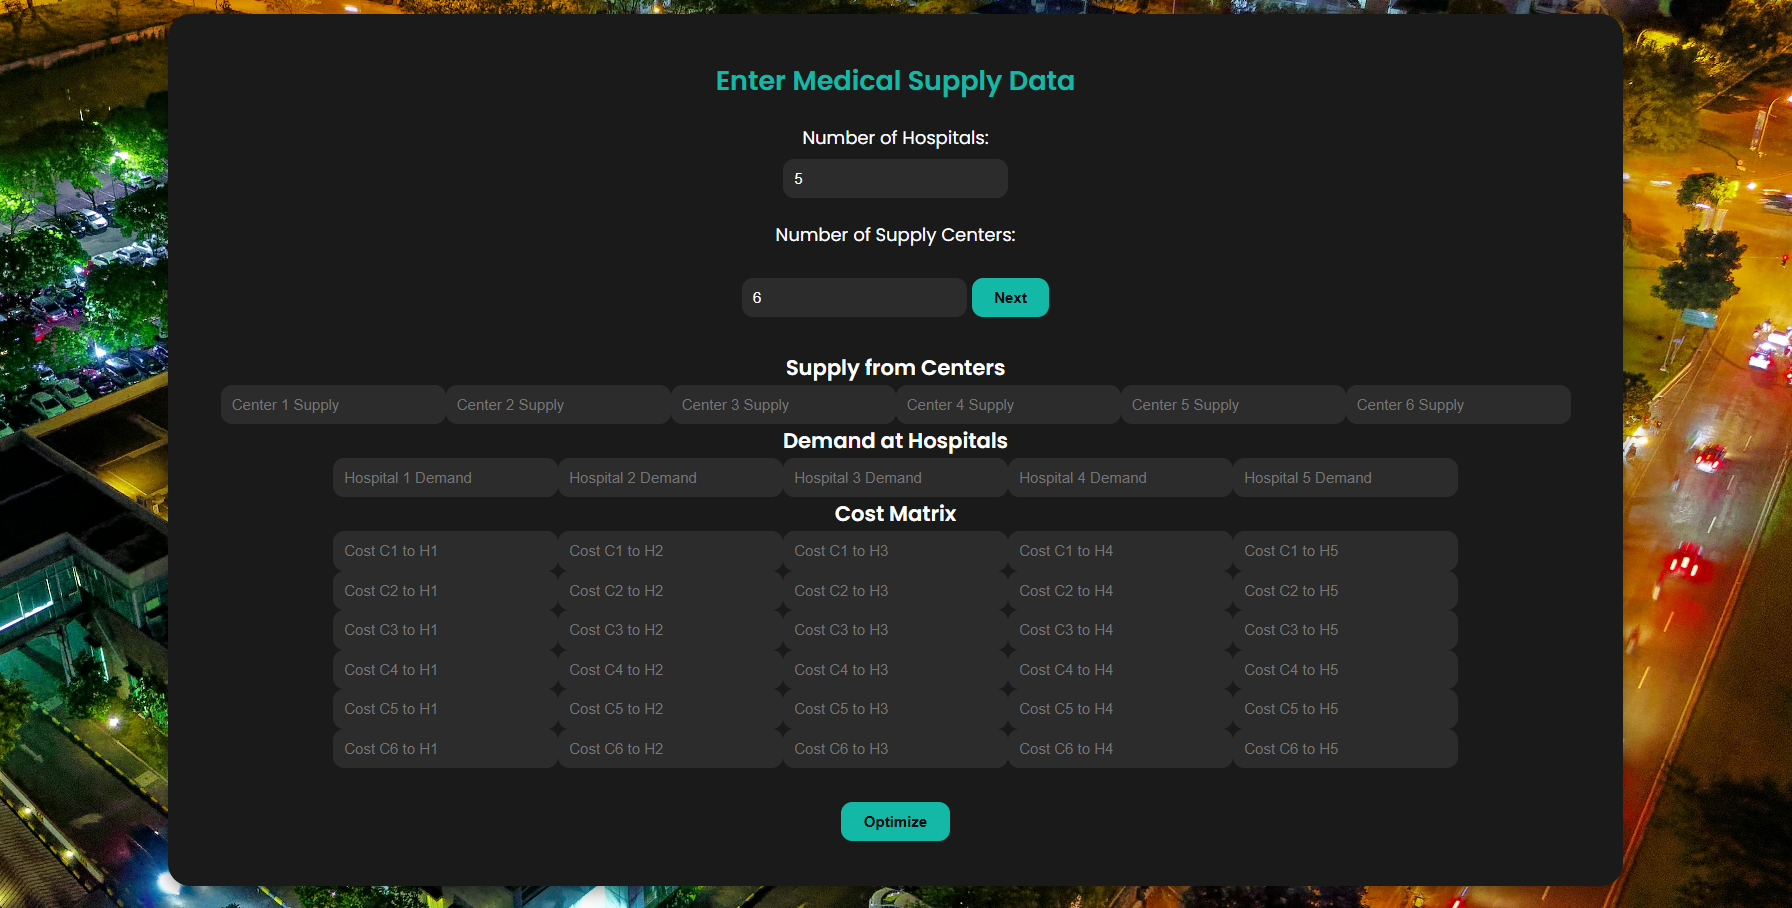 Enter Medical Supply Data
Number of Hospitals:
5
Number of Supply Centers:
6 Next
Supply from Centers
Center 1 Supply Center 2 Supply Center 3 Supply Center 4 Supply Center 5 Supply Center 6 Supply
Demand at Hospitals
Hospital 1 Demand Hospital 2 Demand Hospital 3 Demand Hospital 4 Demand Hospital 5 Demand
Cost Matrix
Cost C1 to H1 Cost C1 to H2 Cost C1 to H3 Cost C1 to H4 Cost C1 to H5
Cost C2 to H1 Cost C2 to H2 Cost C2 to H3 Cost C2 to H4 Cost C2 to H5
Cost C3 to H1 Cost C3 to H2 Cost C3 to H3 Cost C3 to H4 Cost C3 to H5
Cost C4 to H1 Cost C4 to H2 Cost C4 to H3 Cost C4 to H4 Cost C4 to H5
Cost C5 to H1 Cost C5 to H2 Cost C5 to H3 Cost C5 to H4 Cost C5 to H5
Cost C6 to H1 Cost C6 to H2 Cost C6 to H3 Cost C6 to H4 Cost C6 to H5
Optimize